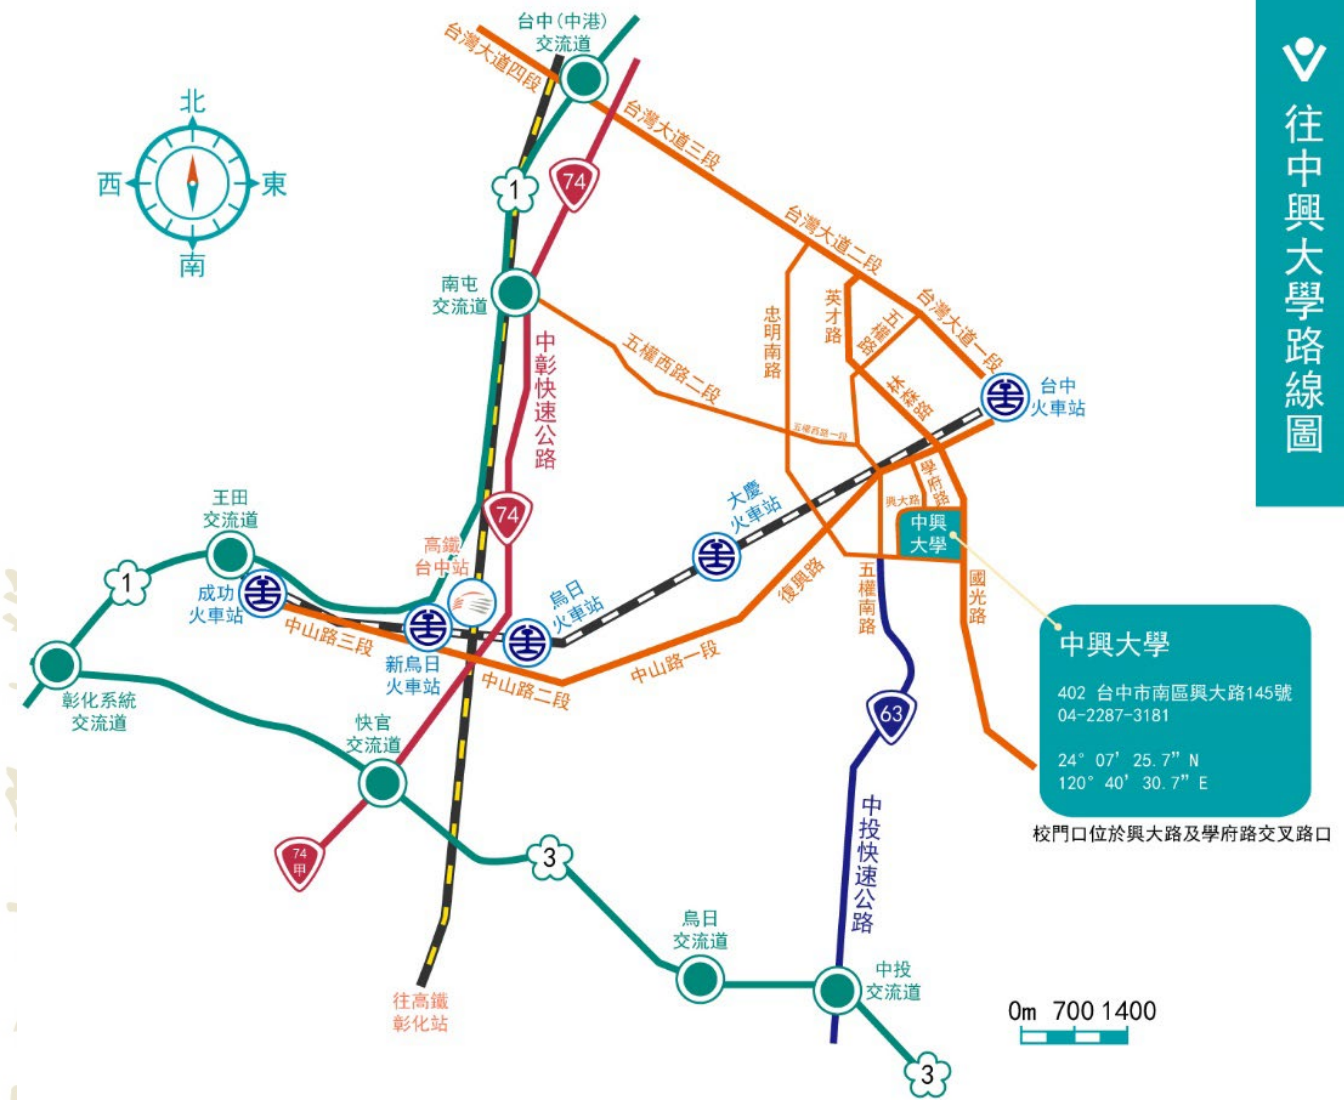 往中興大學路線圖
北
西
東
南
台中(中港)
交流道
台灣大道四段
台灣大道三段
74
1
台灣大道二段
南屯
交流道
台灣大道一段
英才路
五權路
忠明南路
中彰快速公路
五權西路二段
林森路
台中
火車站
五權西路一段
學府路
興大路
中興
大學
大慶
火車站
王田
交流道
74
高鐵
台中站
1
成功
火車站
烏日
火車站
復興路
五權南路
國光路
中山路三段
新烏日
火車站
中山路二段
中山路一段
彰化系統
交流道
快官
交流道
63
中興大學
402 台中市南區興大路145號
04-2287-3181
24° 07’ 25.7” N
120° 40’ 30.7” E
校門口位於興大路及學府路交叉路口
74
甲
3
中投快速公路
烏日
交流道
中投
交流道
往高鐵
彰化站
0m 700 1400
3